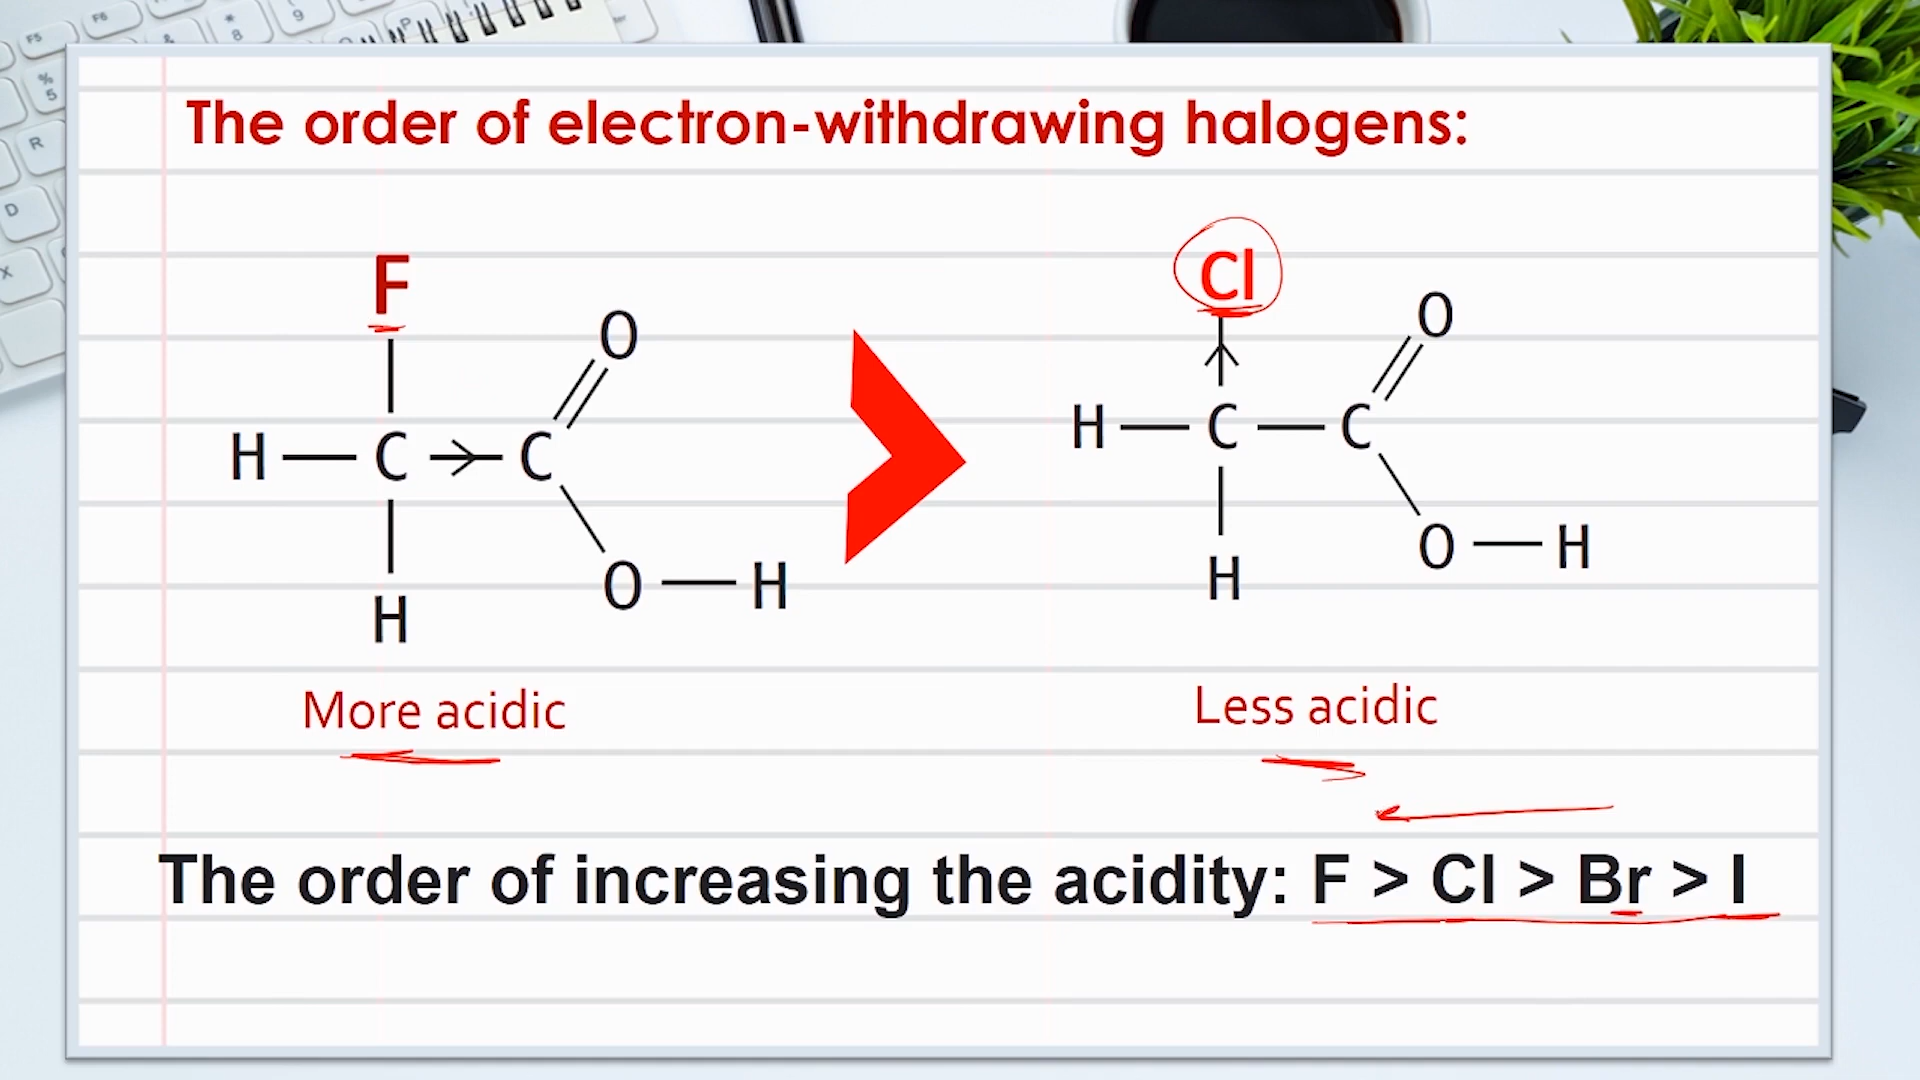 The order of electron-withdrawing halogens:
F
O
H C C
O H
H
More acidic
Cl
O
H C C
O H
H
Less acidic
The order of increasing the acidity: F > Cl > Br > I